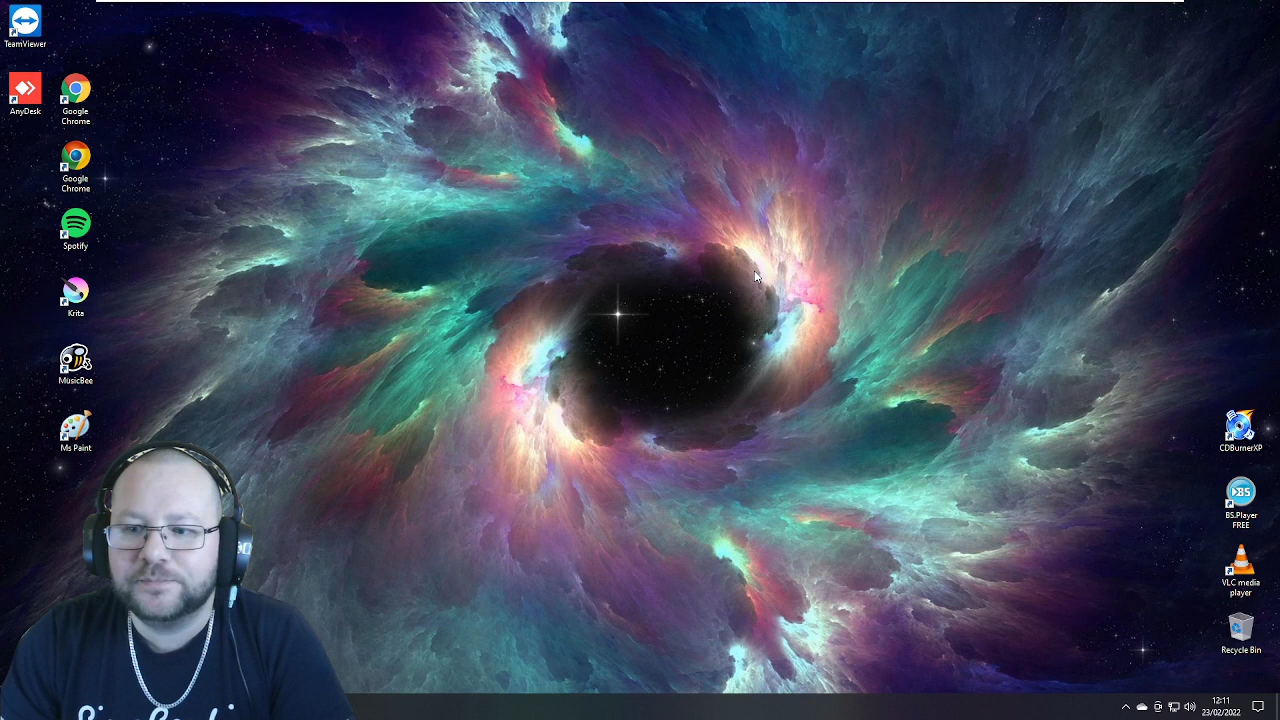 TeamViewer
AnyDesk
Google
Chrome
Google
Chrome
Spotify
Krita
MusicBee
Ms Paint
CDBurnerXP
BS
BS.Player
FREE
VLC media
player
Recycle Bin
12:11
23/02/2022